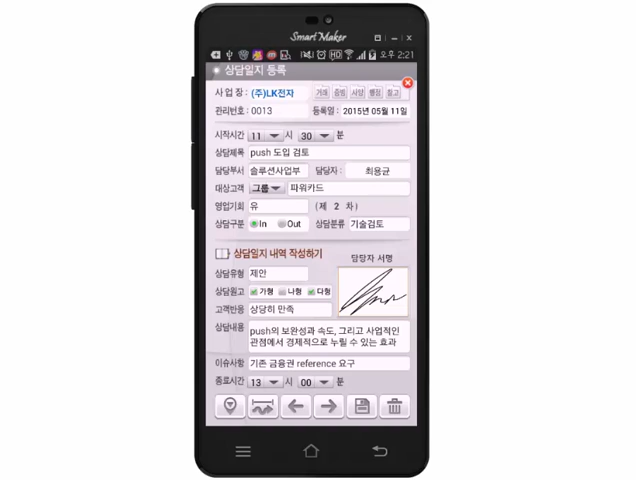 Smart Maker
오후 2:21
상담일지 등록
사 업 장 : (주)LK전자 거래 증빙 사양 행정 참고
관리번호 : 0013 등록일 : 2015년 05월 11일
시작시간 11 시 30 분
상담제목 push 도입 검토
담당부서 솔루션사업부 담당자 : 최용균
대상고객 그룹 파워카드
영업기회 유 (제 2 차)
상담구분 In Out 상담분류 기술검토
상담일지 내역 작성하기 담당자 서명
상담유형 제안
상담원고 가형 나형 다형
고객반응 상당히 만족
상담내용 push의 보완성과 속도, 그리고 사업적인
관점에서 경제적으로 누릴 수 있는 효과
이슈사항 기존 금융권 reference 요구
종료시간 13 시 00 분